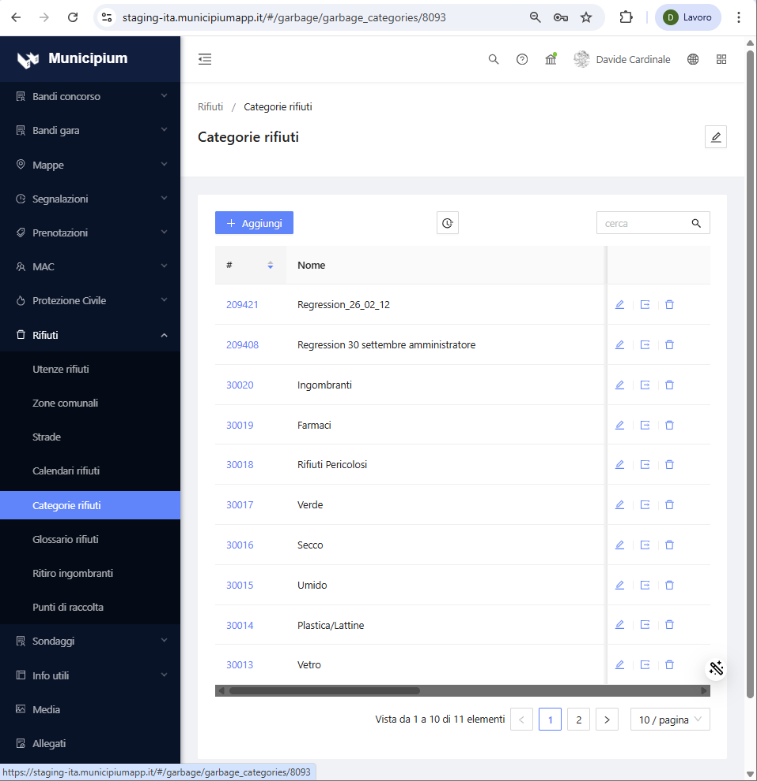 staging-ita.municipiumapp.it/#/garbage/garbage_categories/8093
D Lavoro
Municipium
Davide Cardinale
Bandi concorso
Bandi gara
Mappe
Segnalazioni
Prenotazioni
MAC
Protezione Civile
Rifiuti
Utenze rifiuti
Zone comunali
Strade
Calendari rifiuti
Categorie rifiuti
Glossario rifiuti
Ritiro ingombranti
Punti di raccolta
Sondaggi
Info utili
Media
Allegati
Rifiuti / Categorie rifiuti
Categorie rifiuti
+ Aggiungi
cerca
# Nome
209421 Regression_26_02_12
209408 Regression 30 settembre amministratore
30020 Ingombranti
30019 Farmaci
30018 Rifiuti Pericolosi
30017 Verde
30016 Secco
30015 Umido
30014 Plastica/Lattine
30013 Vetro
Vista da 1 a 10 di 11 elementi < 1 2 > 10 / pagina
https://staging-ita.municipiumapp.it/#/garbage/garbage_categories/8093